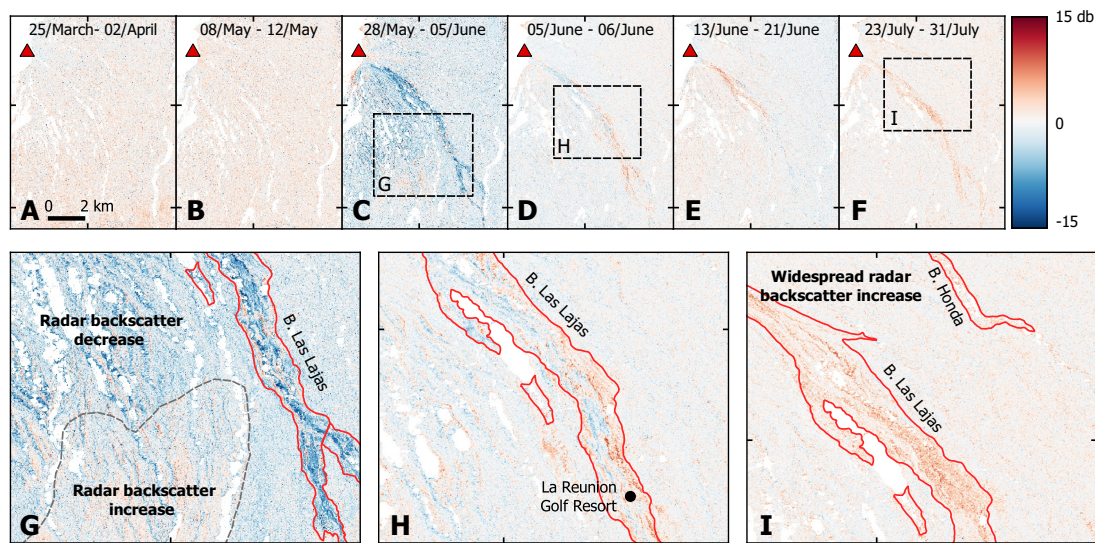 25/March- 02/April
08/May - 12/May
28/May - 05/June
05/June - 06/June
13/June - 21/June
23/July - 31/July
15 db
0
-15
G
H
I
A
0 2 km
B
C
D
E
F
Radar backscatter
decrease
B. Las Lajas
Radar backscatter
increase
G
B. Las Lajas
La Reunion
Golf Resort
H
Widespread radar
backscatter increase
B. Honda
B. Las Lajas
I